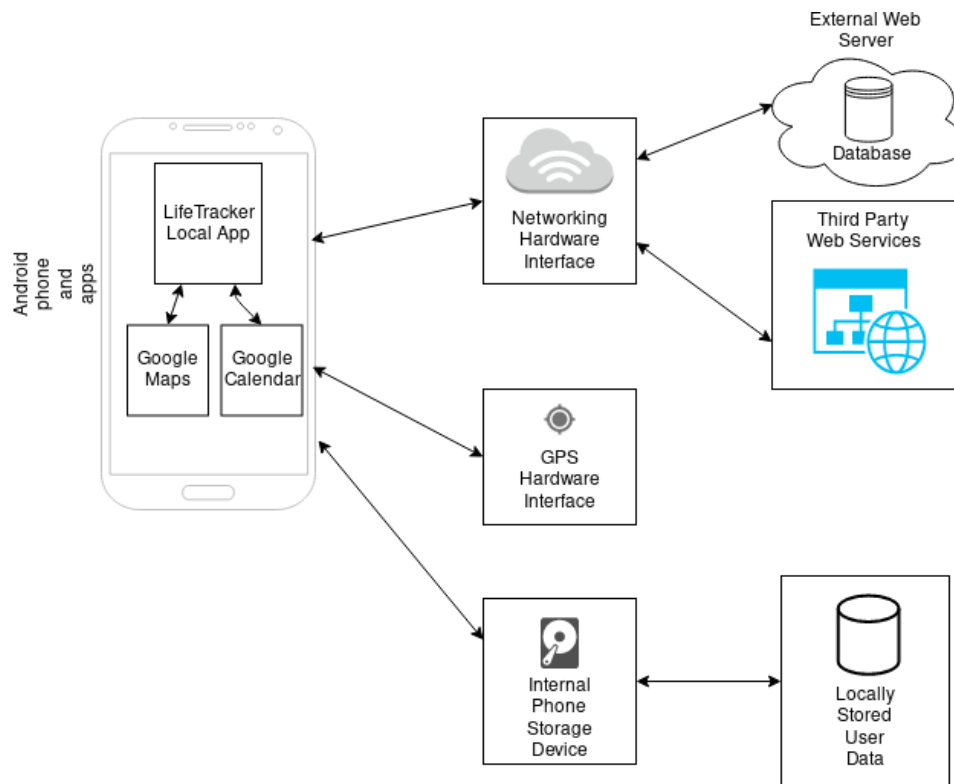 External Web
Server
Database
Third Party
Web Services
Networking
Hardware
Interface
Android
phone
and
apps
LifeTracker
Local App
Google
Maps
Google
Calendar
GPS
Hardware
Interface
Internal
Phone
Storage
Device
Locally
Stored
User
Data